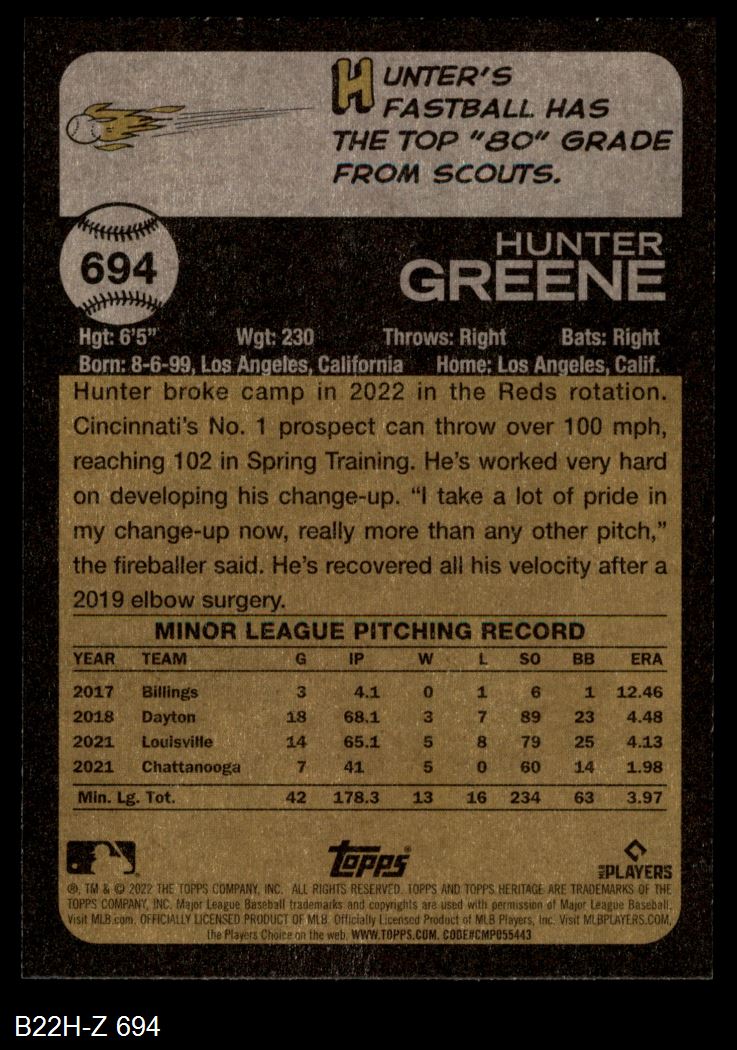 HUNTER'S
FASTBALL HAS
THE TOP "80" GRADE
FROM SCOUTS.
694
HUNTER
GREENE
Hgt: 6'5" Wgt: 230 Throws: Right Bats: Right
Born: 8-6-99, Los Angeles, California Home: Los Angeles, Calif.
Hunter broke camp in 2022 in the Reds rotation.
Cincinnati's No. 1 prospect can throw over 100 mph,
reaching 102 in Spring Training. He's worked very hard
on developing his change-up. "I take a lot of pride in
my change-up now, really more than any other pitch,"
the fireballer said. He's recovered all his velocity after a
2019 elbow surgery.
MINOR LEAGUE PITCHING RECORD
YEAR TEAM G IP W L SO BB ERA
2017 Billings 3 4.1 0 1 6 1 12.46
2018 Dayton 18 68.1 3 7 89 23 4.48
2021 Louisville 14 65.1 5 8 79 25 4.13
2021 Chattanooga 7 41 5 0 60 14 1.98
Min. Lg. Tot. 42 178.3 13 16 234 63 3.97
Topps®
MLB PLAYERS
®, TM & © 2022 THE TOPPS COMPANY, INC. ALL RIGHTS RESERVED. TOPPS AND TOPPS HERITAGE ARE TRADEMARKS OF THE
TOPPS COMPANY, INC. Major League Baseball trademarks and copyrights are used with permission of Major League Baseball.
Visit MLB.com. OFFICIALLY LICENSED PRODUCT OF MLB. Officially Licensed Product of MLB Players, Inc. Visit MLBPLAYERS.COM,
the Players Choice on the web. WWW.TOPPS.COM. CODE#CMP055443
B22H-Z 694